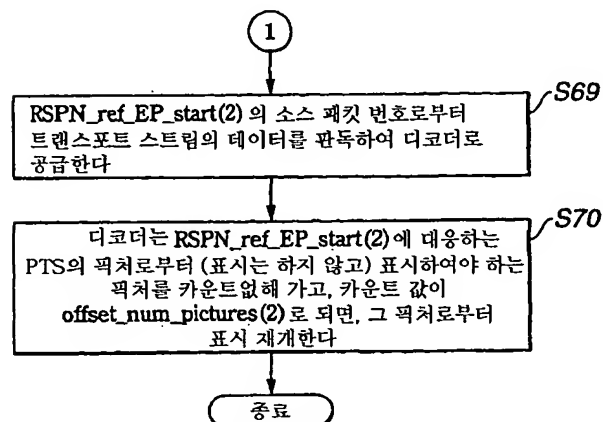 1
RSPN_ref_EP_start(2)의 소스 패킷 번호로부터
S69
트랜스포트 스트림의 데이터를 판독하여 디코더로
공급한다
디코더는 RSPN_ref_EP_start(2)에 대응하는
S70
PTS의 픽처로부터 (표시는 하지 않고) 표시하여야 하는
픽처를 카운트없해 가고, 카운트 값이
offset_num_pictures(2)로 되면, 그 픽처로부터
표시 재개한다
종료